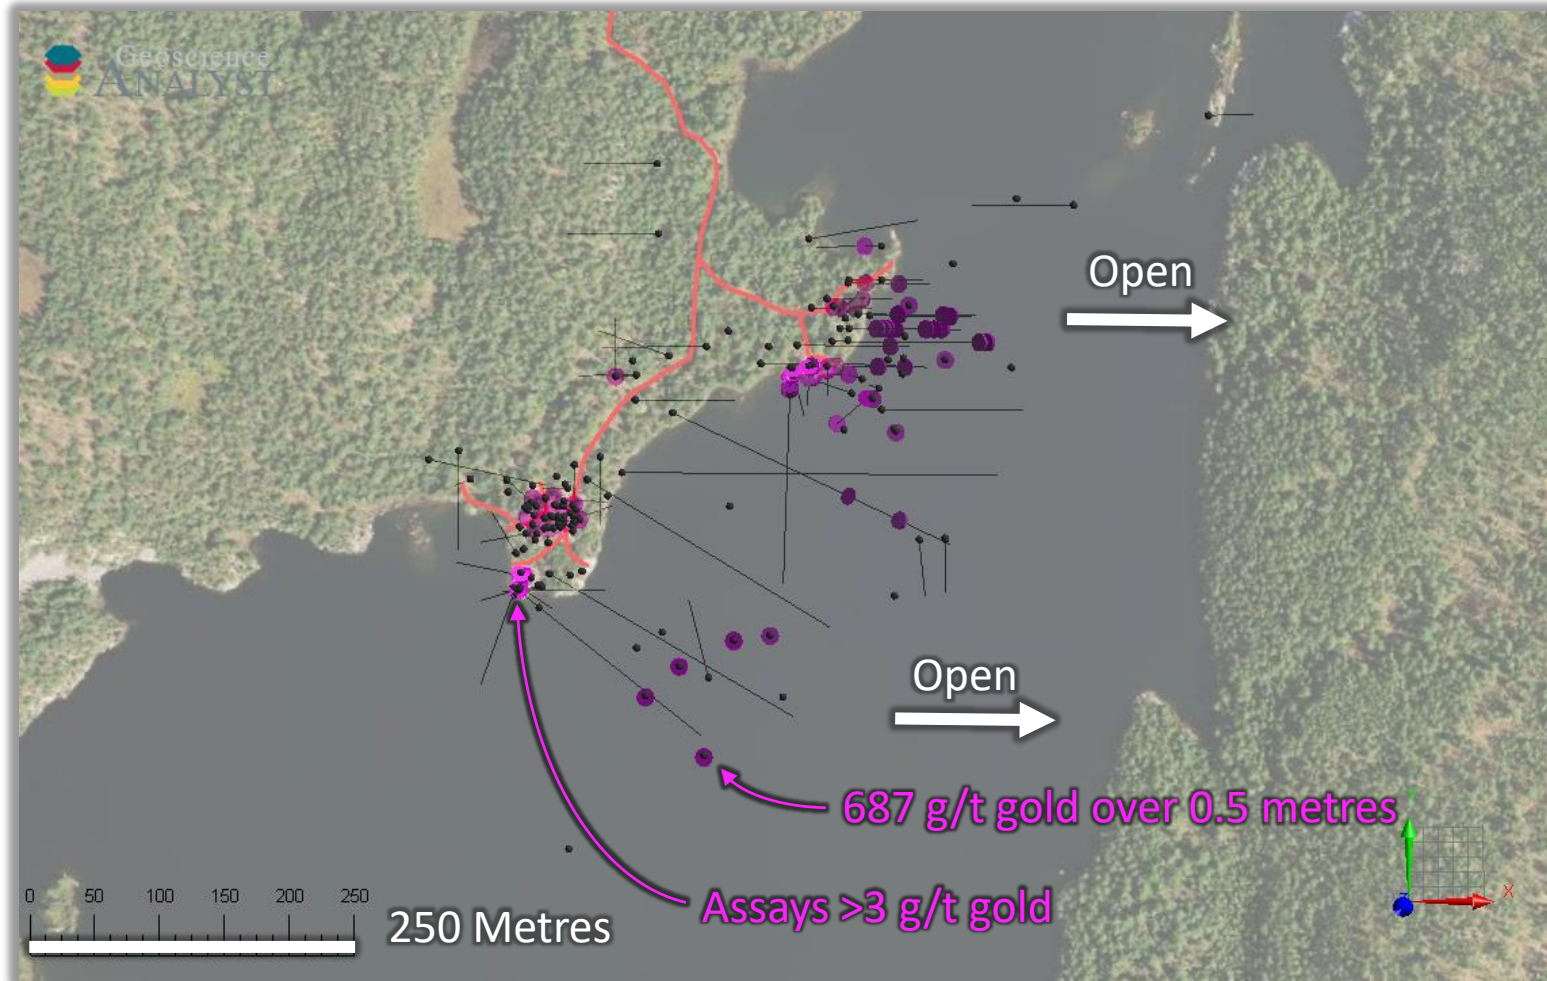 Geoscience
ANALYST
Open
Open
687 g/t gold over 0.5 metres
Assays >3 g/t gold
0 50 100 150 200 250
250 Metres
Y
X